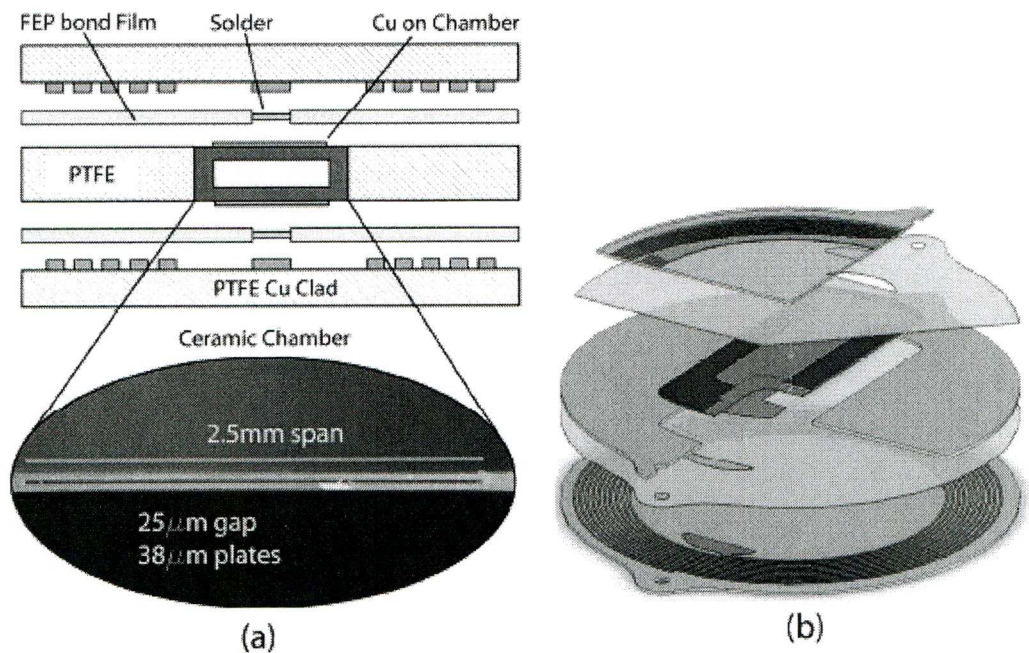 FEP bond Film
Solder
Cu on Chamber
PTFE
PTFE Cu Clad
Ceramic Chamber
2.5mm span
25μm gap
38μm plates
(a)
(b)